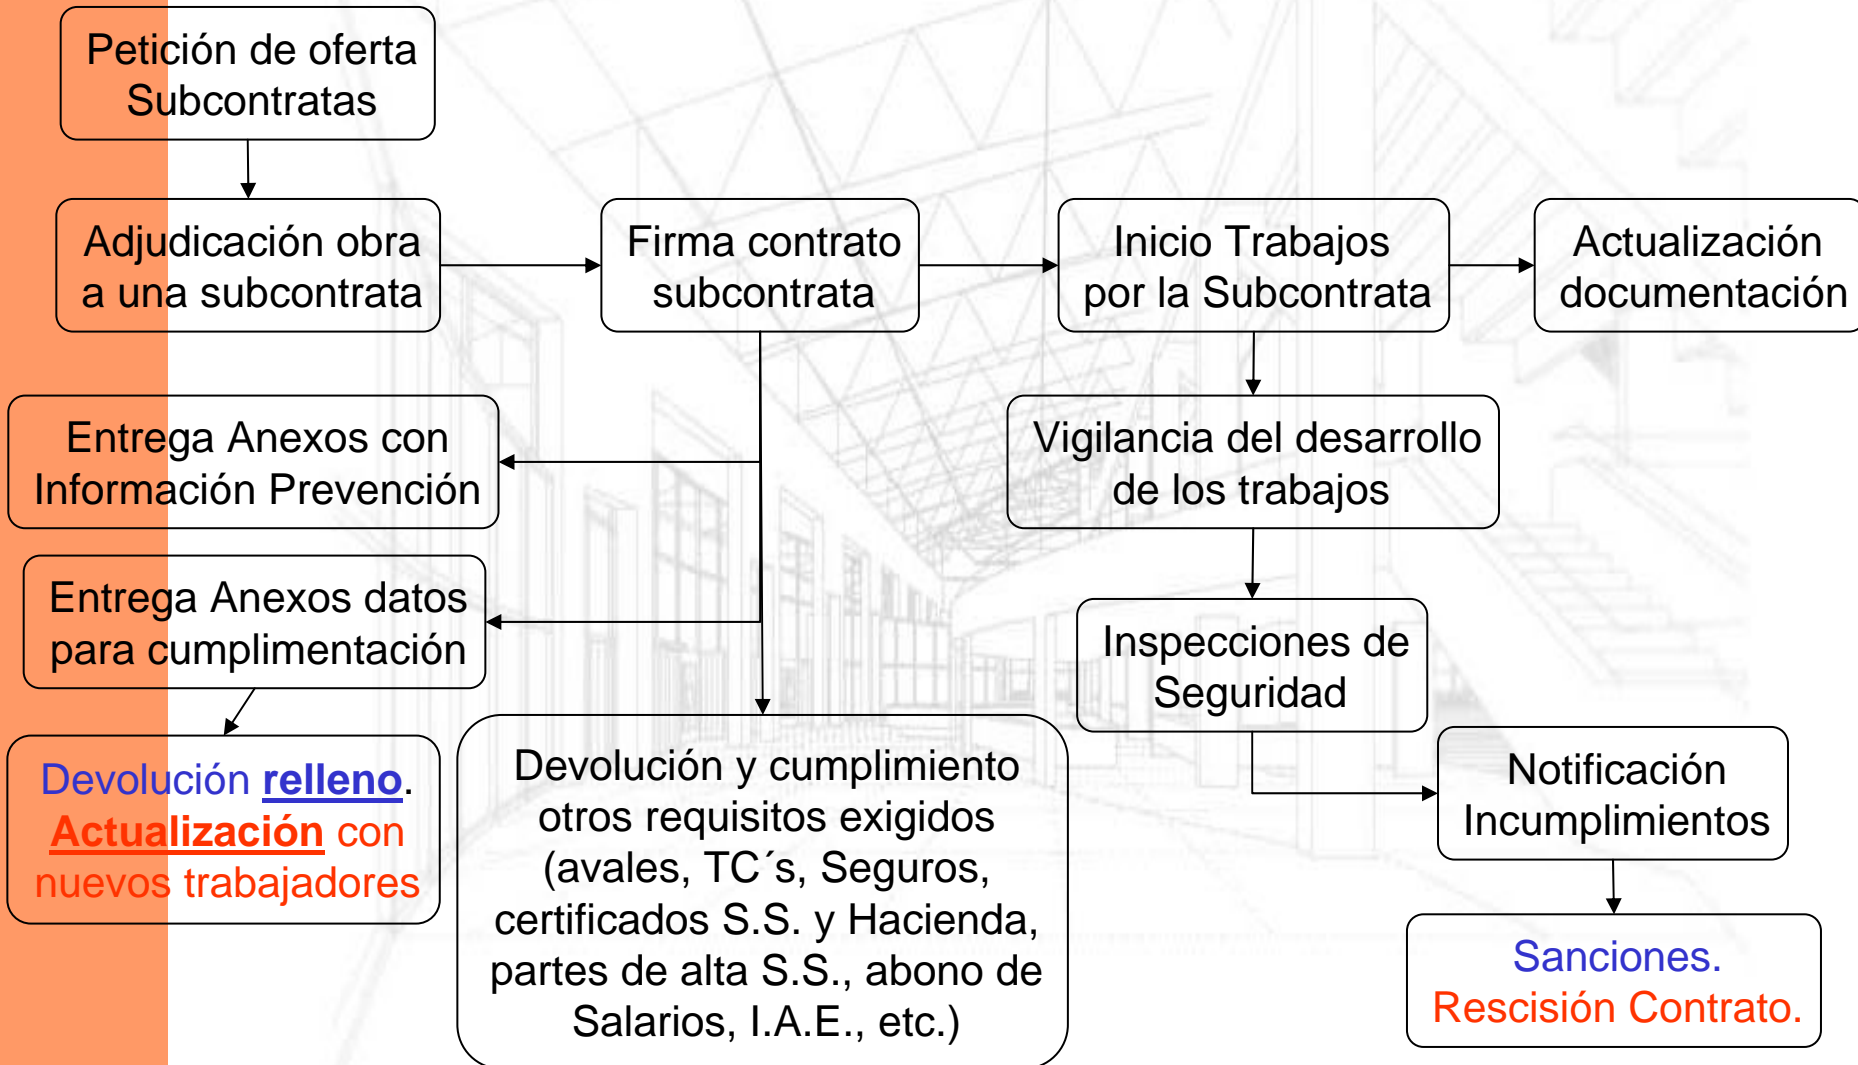 Petición de oferta
Subcontratas
Adjudicación obra
a una subcontrata
Firma contrato
subcontrata
Inicio Trabajos
por la Subcontrata
Actualización
documentación
Entrega Anexos con
Información Prevención
Vigilancia del desarrollo
de los trabajos
Entrega Anexos datos
para cumplimentación
Inspecciones de
Seguridad
Devolución relleno.
Actualización con
nuevos trabajadores
Devolución y cumplimiento
otros requisitos exigidos
(avales, TC´s, Seguros,
certificados S.S. y Hacienda,
partes de alta S.S., abono de
Salarios, I.A.E., etc.)
Notificación
Incumplimientos
Sanciones.
Rescisión Contrato.